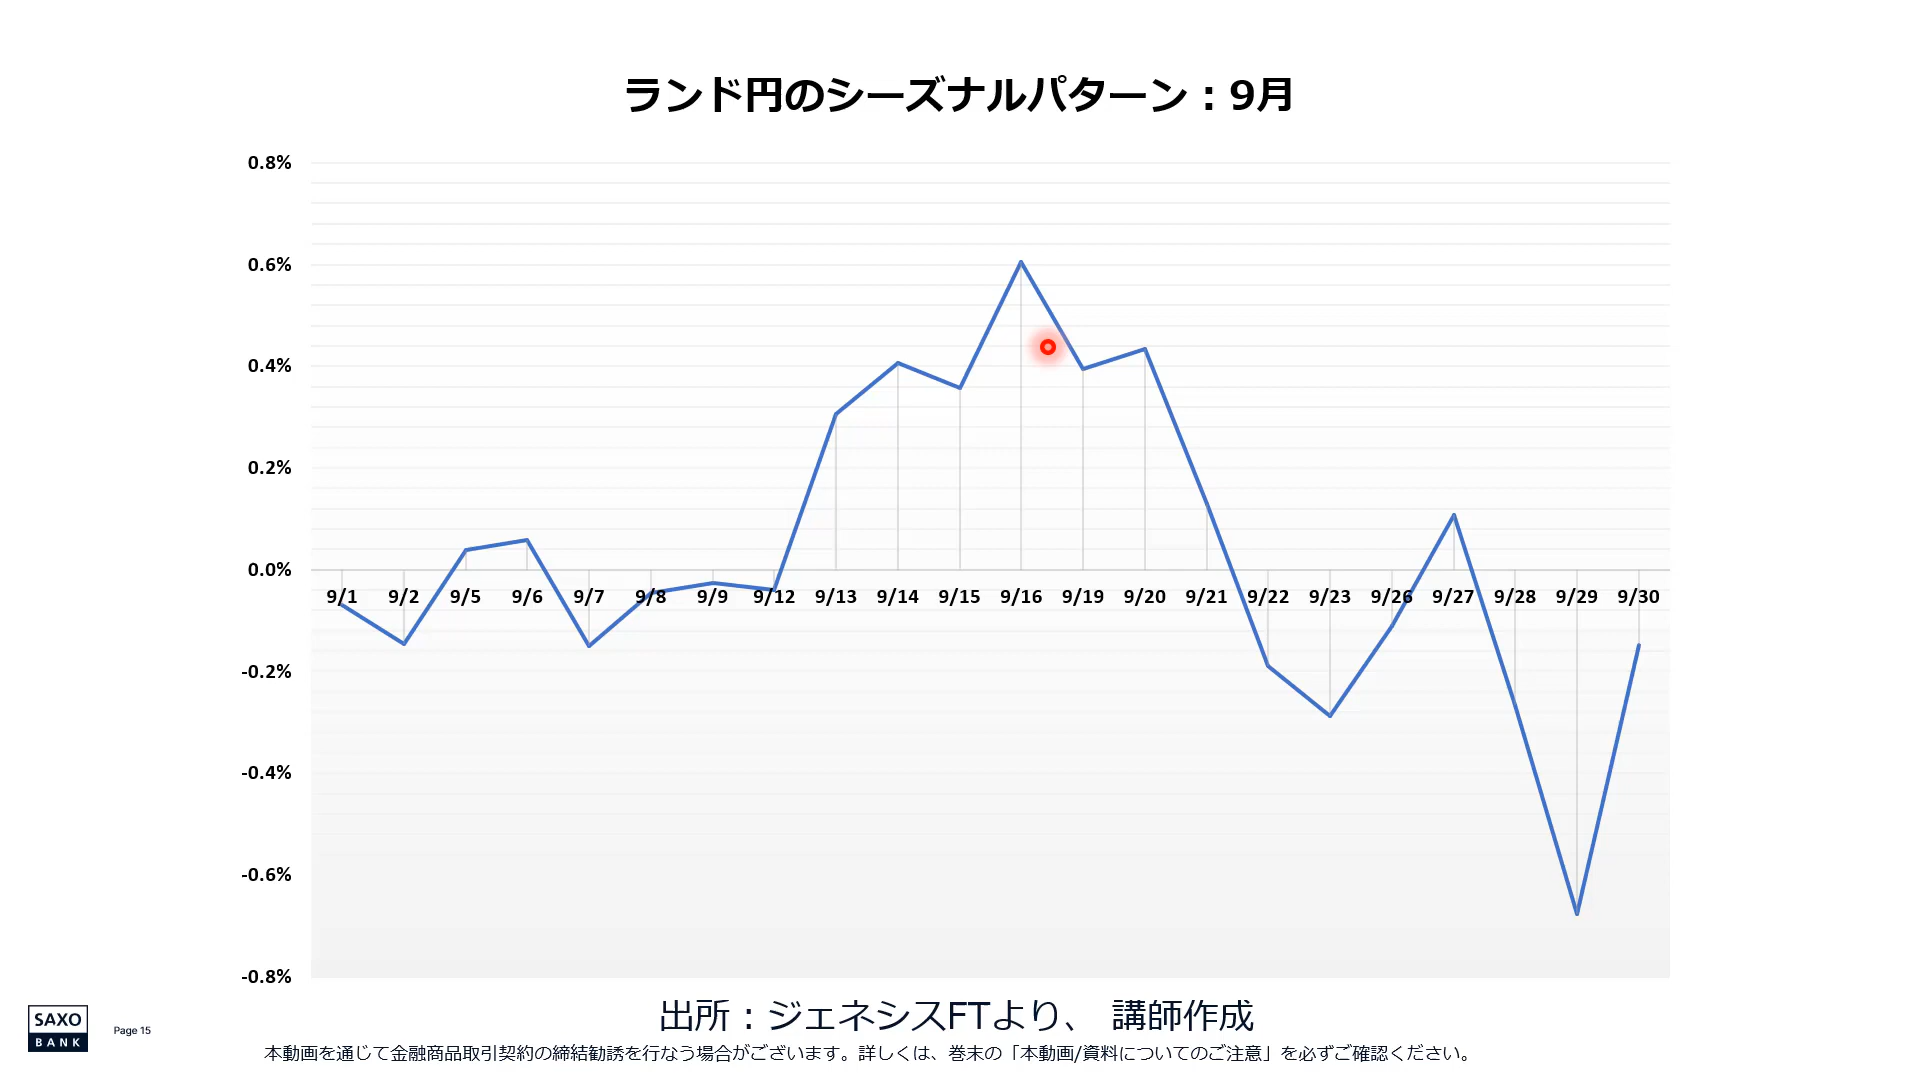 ランド円のシーズナルパターン：9月
0.8%
0.6%
0.4%
0.2%
0.0%
9/1 9/2 9/5 9/6 9/7 9/8 9/9 9/12 9/13 9/14 9/15 9/16 9/19 9/20 9/21 9/22 9/23 9/26 9/27 9/28 9/29 9/30
-0.2%
-0.4%
-0.6%
-0.8%
出所：ジェネシスFTより、 講師作成
SAXO
BANK
Page 15
本動画を通じて金融商品取引契約の締結勧誘を行なう場合がございます。詳しくは、巻末の「本動画/資料についてのご注意」を必ずご確認ください。